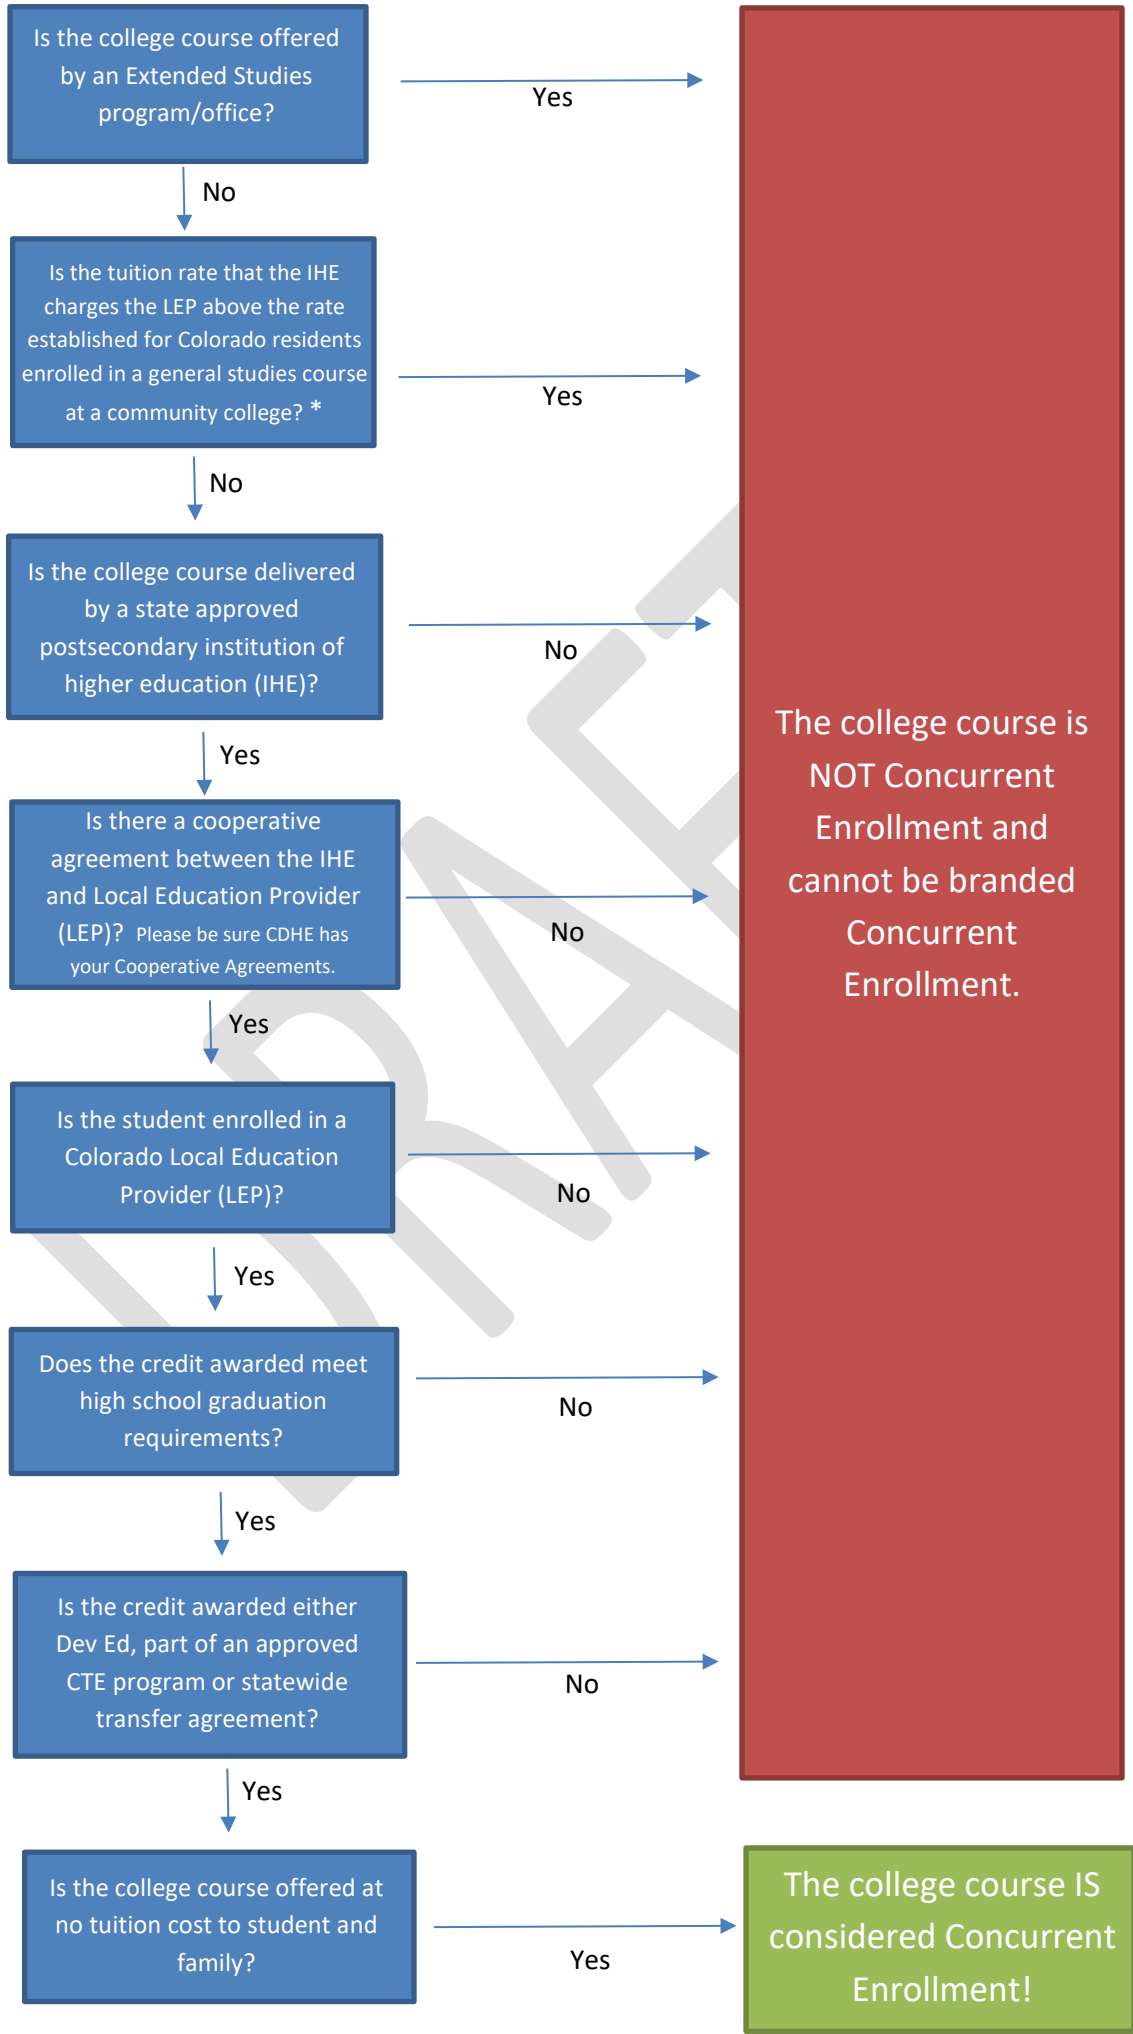 Is the college course offered
by an Extended Studies
program/office?
Yes
No
Is the tuition rate that the IHE
charges the LEP above the rate
established for Colorado residents
enrolled in a general studies course
at a community college? *
Yes
No
Is the college course delivered
by a state approved
postsecondary institution of
higher education (IHE)?
No
Yes
Is there a cooperative
agreement between the IHE
and Local Education Provider
(LEP)? Please be sure CDHE has
your Cooperative Agreements.
No
Yes
Is the student enrolled in a
Colorado Local Education
Provider (LEP)?
No
Yes
Does the credit awarded meet
high school graduation
requirements?
No
Yes
Is the credit awarded either
Dev Ed, part of an approved
CTE program or statewide
transfer agreement?
No
Yes
The college course is
NOT Concurrent
Enrollment and
cannot be branded
Concurrent
Enrollment.
Is the college course offered at
no tuition cost to student and
family?
Yes
The college course IS
considered Concurrent
Enrollment!
DRAFT